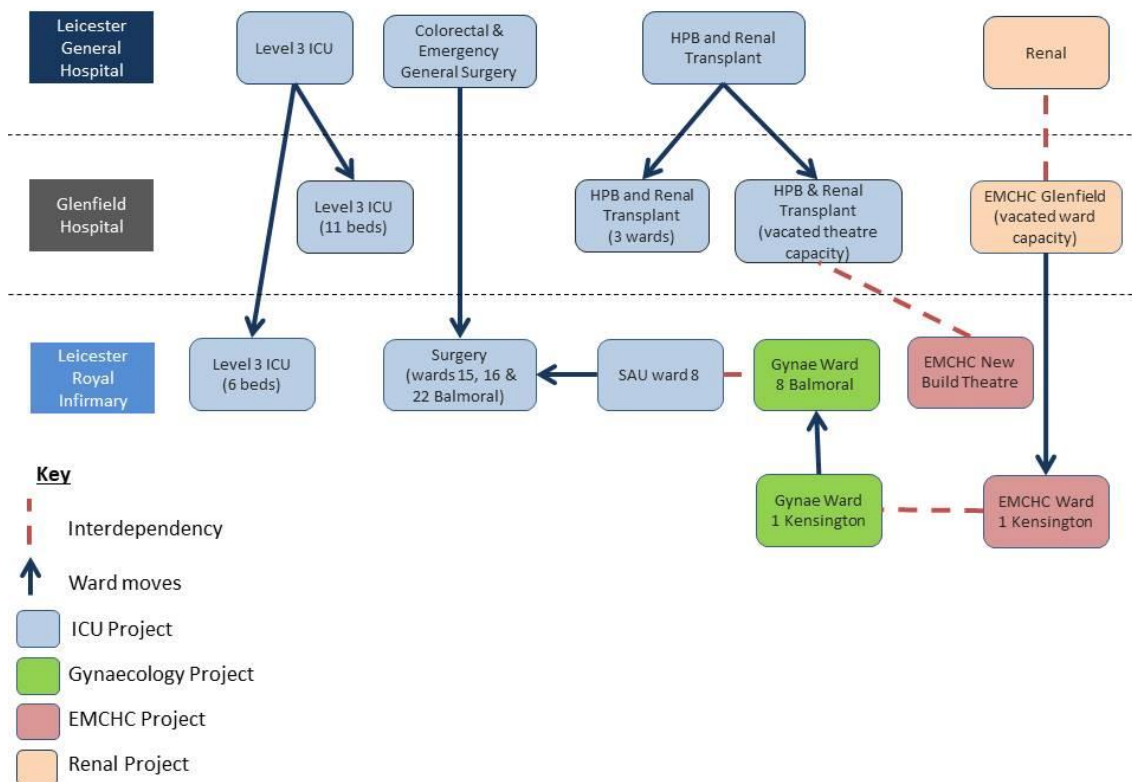 Leicester
General
Hospital
Level 3 ICU
Colorectal &
Emergency
General Surgery
HPB and Renal
Transplant
Renal
Glenfield
Hospital
Level 3 ICU
(11 beds)
HPB and Renal
Transplant
(3 wards)
HPB & Renal
Transplant
(vacated theatre
capacity)
EMCHC Glenfield
(vacated ward
capacity)
Leicester
Royal
Infirmary
Level 3 ICU
(6 beds)
Surgery
(wards 15, 16 &
22 Balmoral)
SAU ward 8
Gynae Ward
8 Balmoral
EMCHC New
Build Theatre
Gynae Ward
1 Kensington
EMCHC Ward
1 Kensington
Key
Interdependency
Ward moves
ICU Project
Gynaecology Project
EMCHC Project
Renal Project